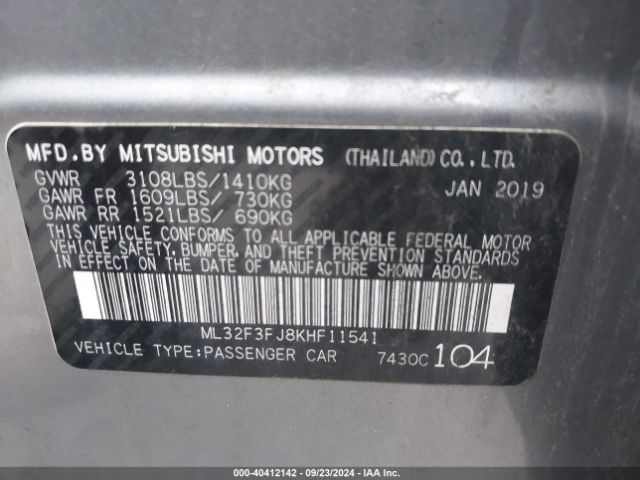 MFD.BY MITSUBISHI MOTORS (THAILAND)CO.,LTD.
GVWR 3108LBS/1410KG JAN 2019
GAWR FR 1609LBS/ 730KG
GAWR RR 1521LBS/ 690KG
THIS VEHICLE CONFORMS TO ALL APPLICABLE FEDERAL MOTOR
VEHICLE SAFETY, BUMPER, AND THEFT PREVENTION STANDARDS
IN EFFECT ON THE DATE OF MANUFACTURE SHOWN ABOVE.
ML32F3FJ8KHF11541
VEHICLE TYPE:PASSENGER CAR 7430C 104
000-40412142 - 09/23/2024 - IAAI.COM